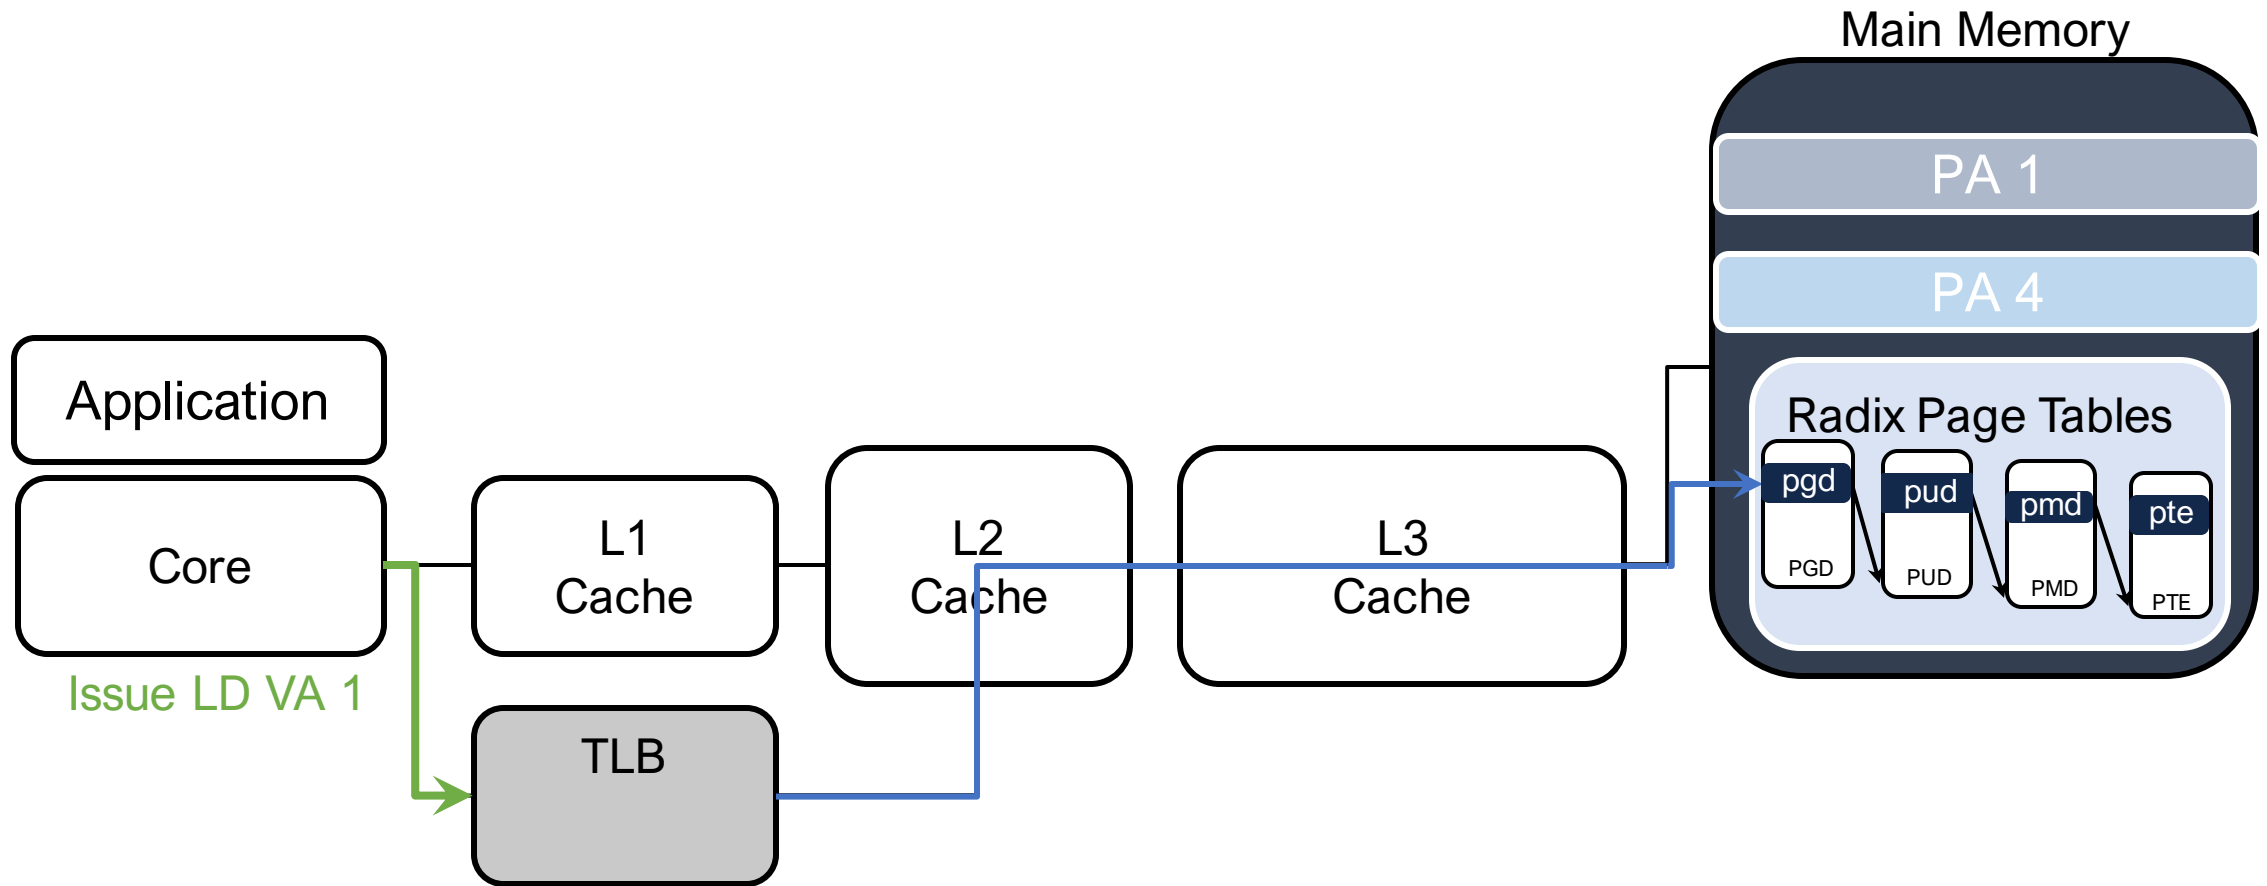 Main Memory
PA 1
PA 4
Application
Radix Page Tables
pgd
pud
pmd
pte
PGD
PUD
PMD
PTE
Core
L1
Cache
L2
Cache
L3
Cache
Issue LD VA 1
TLB